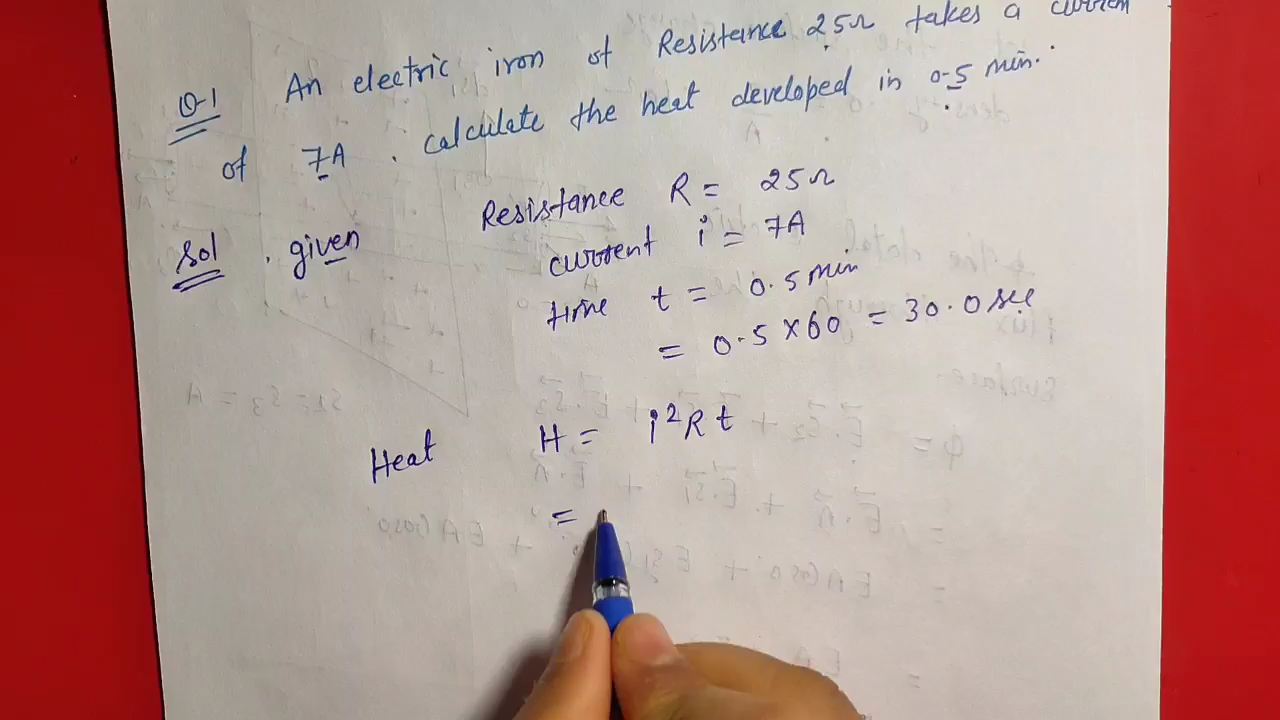 Q-1 An electric iron of Resistance 25Ω takes a current
of 7A. calculate the heat developed in 0.5 min.
Sol. given Resistance R = 25Ω
current i = 7A
time t = 0.5 min
= 0.5 × 60 = 30.0 sec
Heat H = i²Rt
=